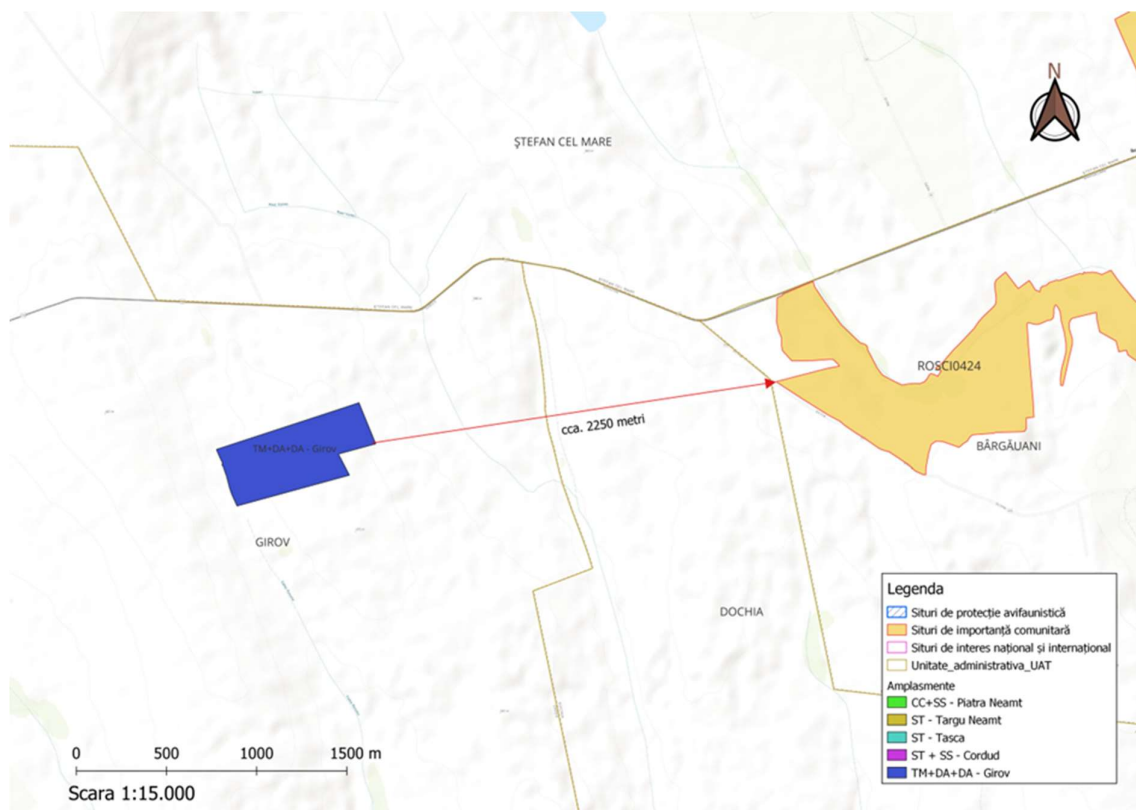 N
ŞTEFAN CEL MARE
ROSCI0424
cca. 2250 metri
BÂRGĂUANI
TM+DA+DA - Girov
GIROV
DOCHIA
Legenda
Situri de protecție avifaunistică
Situri de importanță comunitară
Situri de interes național și internațional
Unitate_administrativa_UAT
Amplasmente
CC+SS - Piatra Neamt
ST - Targu Neamt
ST - Tasca
ST + SS - Cordud
TM+DA+DA - Girov
0 500 1000 1500 m
Scara 1:15.000